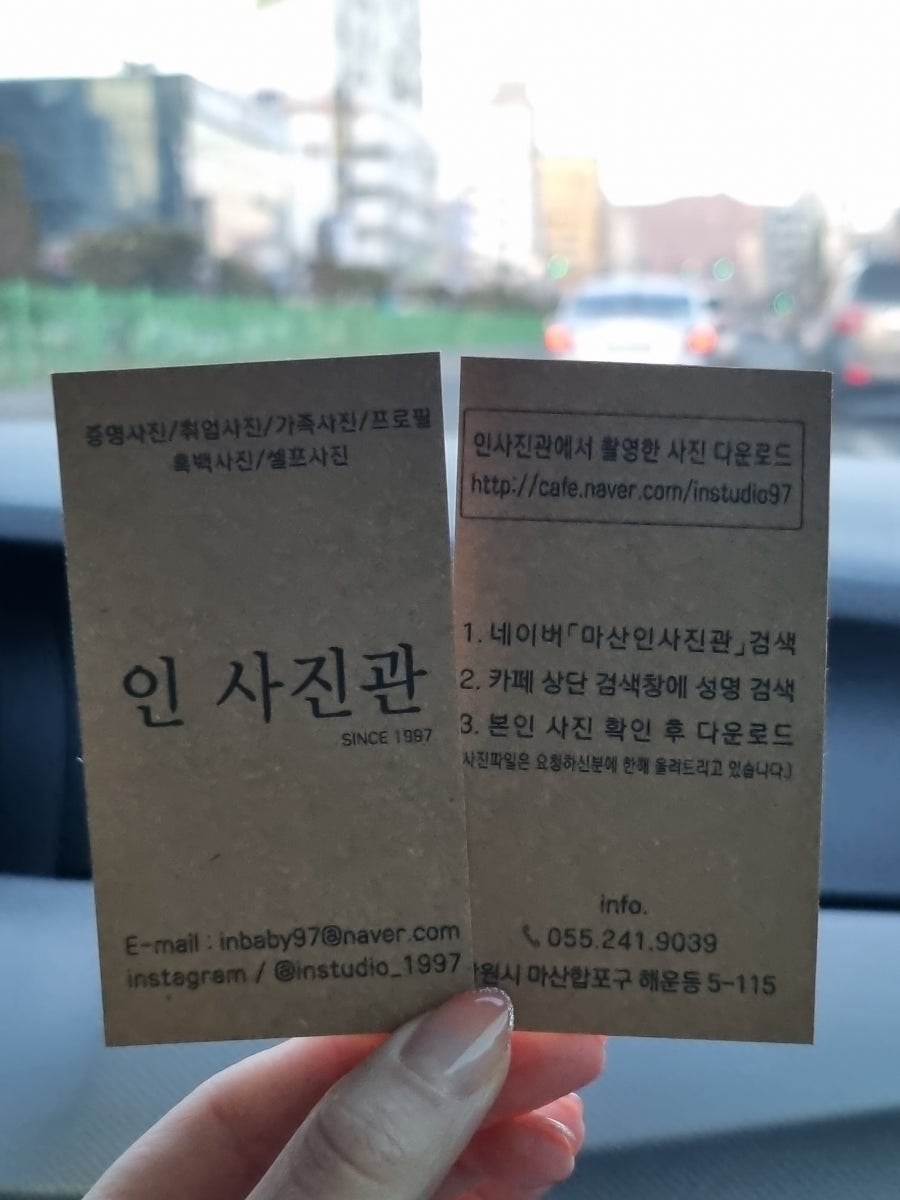 증명사진/취업사진/가족사진/프로필
흑백사진/셀프사진
인 사진관
SINCE 1997
E-mail : inbaby97@naver.com
instagram / @instudio_1997
인사진관에서 촬영한 사진 다운로드
http://cafe.naver.com/instudio97
1. 네이버「마산인사진관」검색
2. 카페 상단 검색창에 성명 검색
3. 본인 사진 확인 후 다운로드
사진파일은 요청하신분에 한해 올려드리고 있습니다.)
info.
055.241.9039
마산합포구 해운동 5-115